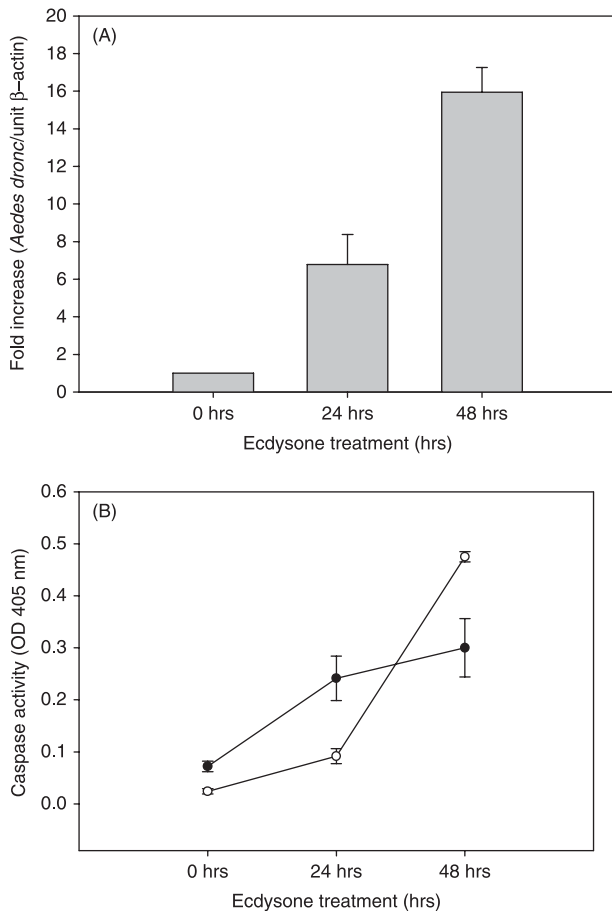 (A)
Fold increase (Aedes dronc/unit β–actin)
20
18
16
14
12
10
8
6
4
2
0
0 hrs 24 hrs 48 hrs
Ecdysone treatment (hrs)
(B)
Caspase activity (OD 405 nm)
0.6
0.5
0.4
0.3
0.2
0.1
0.0
0 hrs 24 hrs 48 hrs
Ecdysone treatment (hrs)